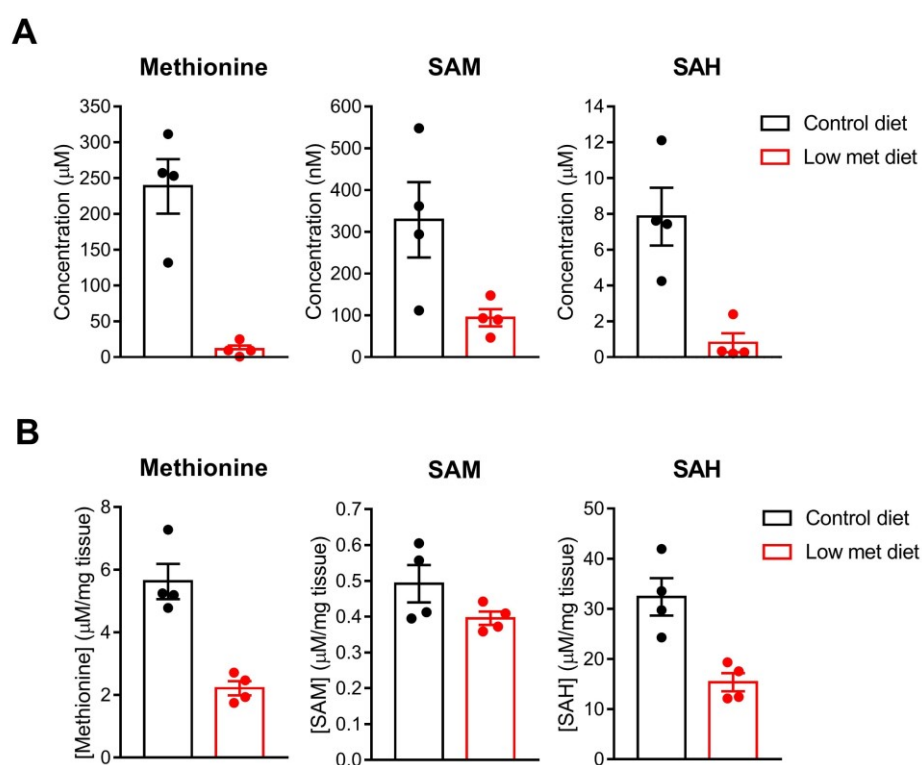 A
Methionine
SAM
SAH
Concentration (µM)
350
300
250
200
150
100
50
0
Concentration (nM)
600
500
400
300
200
100
0
Concentration (µM)
14
12
10
8
6
4
2
0
Control diet
Low met diet
B
Methionine
SAM
SAH
[Methionine] (µM/mg tissue)
8
6
4
2
0
[SAM] (µM/mg tissue)
0.7
0.6
0.5
0.4
0.3
0.2
0.1
0.0
[SAH] (µM/mg tissue)
50
40
30
20
10
0
Control diet
Low met diet